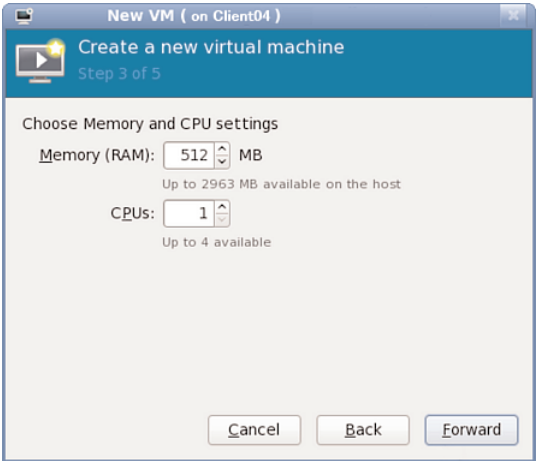 New VM ( on Client04 )
Create a new virtual machine
Step 3 of 5
Choose Memory and CPU settings
Memory (RAM): 512 MB
Up to 2963 MB available on the host
CPUs: 1
Up to 4 available
Cancel Back Forward